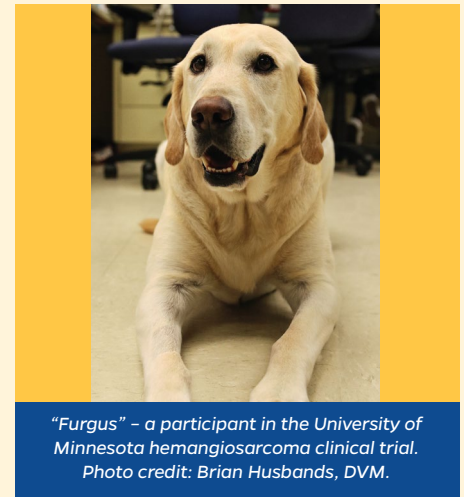 “Furgus” – a participant in the University of
Minnesota hemangiosarcoma clinical trial.
Photo credit: Brian Husbands, DVM.